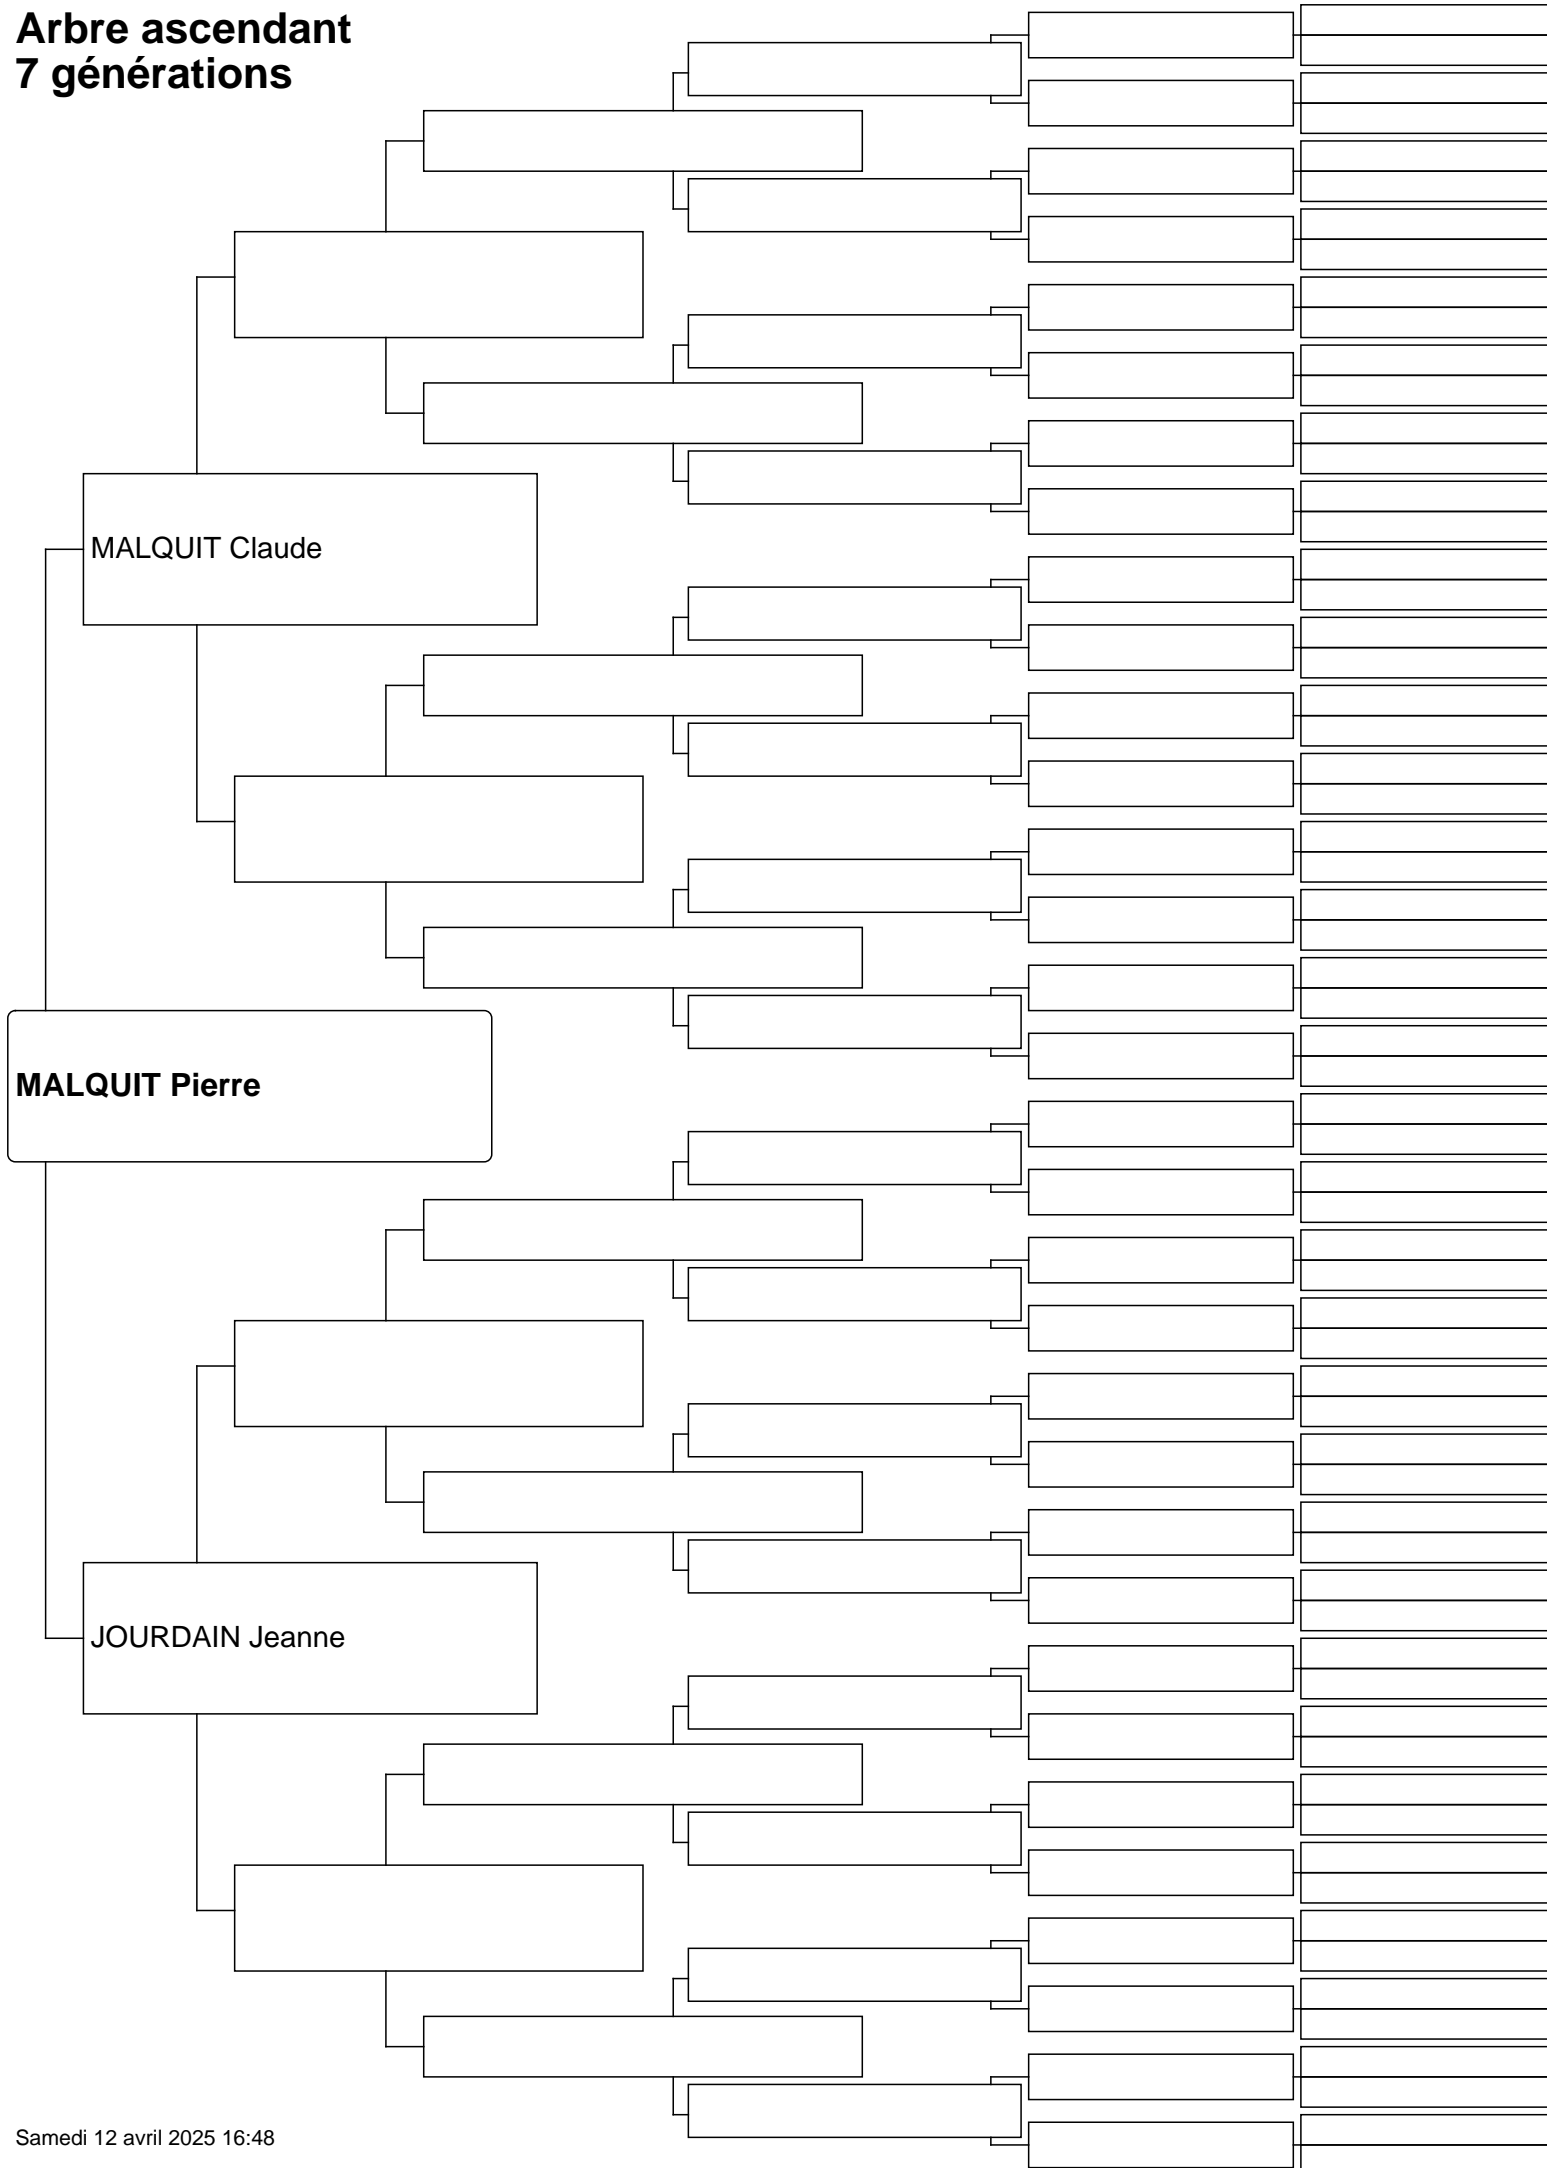 Arbre ascendant
7 générations
MALQUIT Claude
MALQUIT Pierre
JOURDAIN Jeanne
Samedi 12 avril 2025 16:48